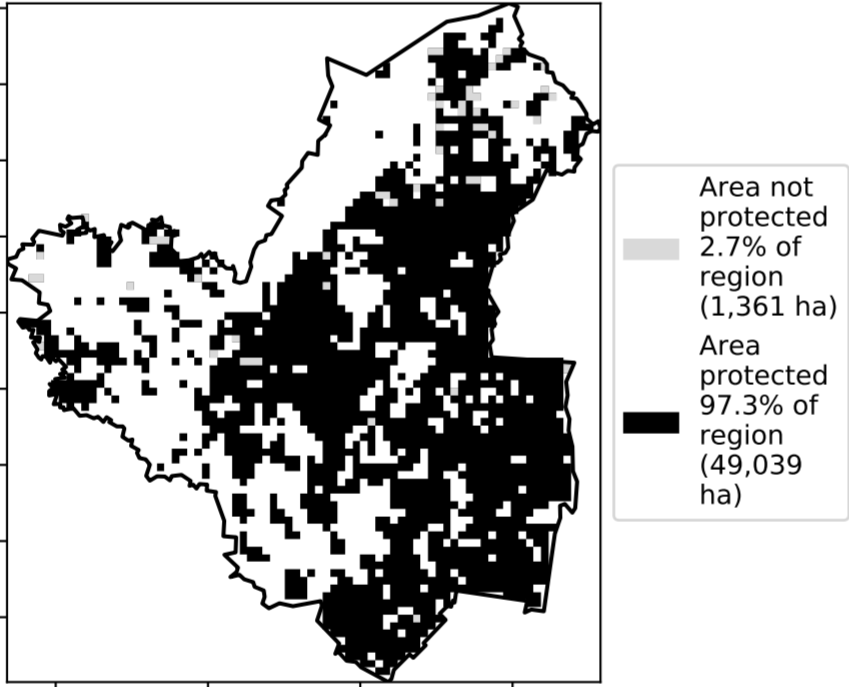 Area not
protected
2.7% of
region
(1,361 ha)
Area
protected
97.3% of
region
(49,039
ha)